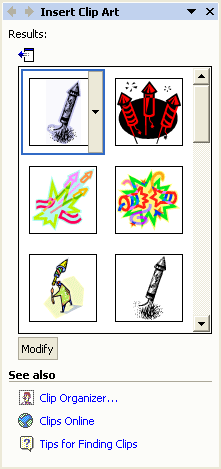 Insert Clip Art
Results:
Modify
See also
Clip Organizer...
Clips Online
Tips for Finding Clips